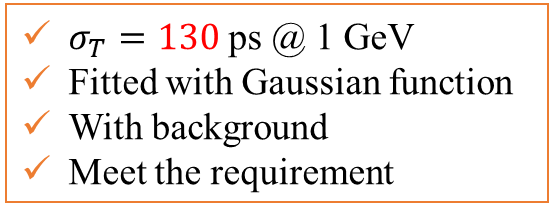 ✓ σ_T = 130 ps @ 1 GeV
✓ Fitted with Gaussian function
✓ With background
✓ Meet the requirement